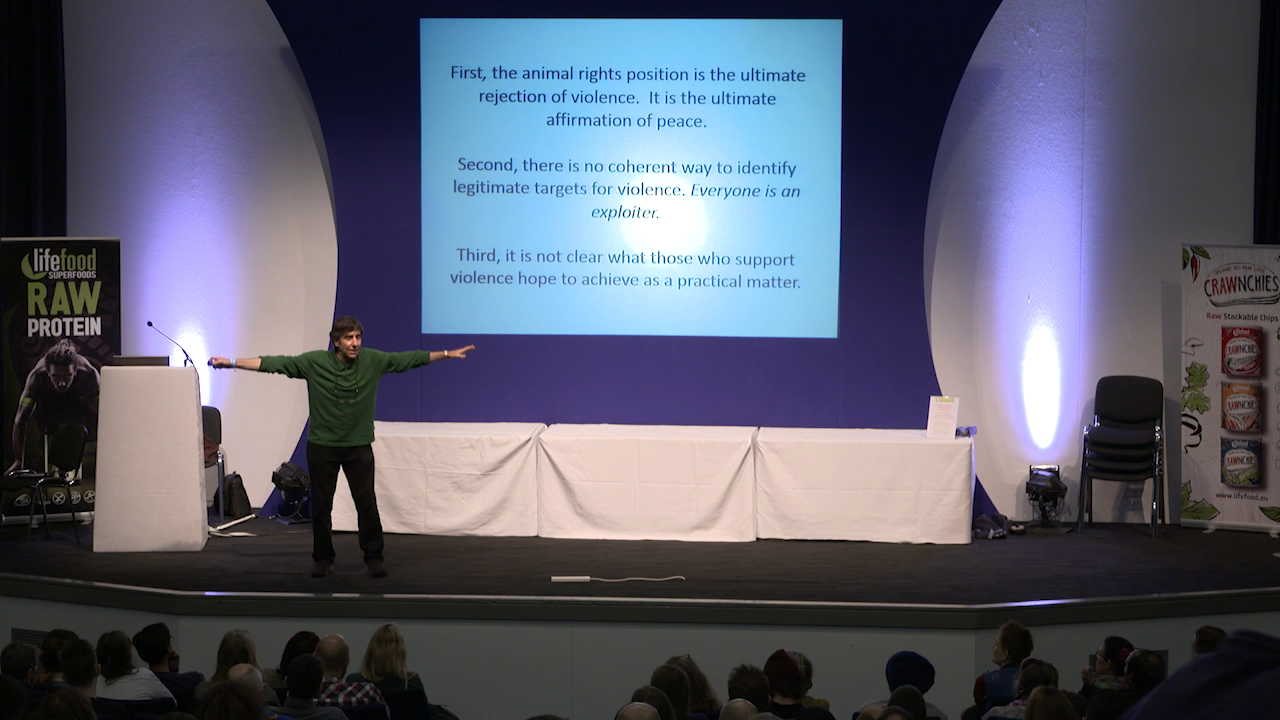 First, the animal rights position is the ultimate
rejection of violence.  It is the ultimate
affirmation of peace.
Second, there is no coherent way to identify
legitimate targets for violence. Everyone is an
exploiter.
Third, it is not clear what those who support
violence hope to achieve as a practical matter.
lifefood
SUPERFOODS
RAW
PROTEIN
CRAWNCHIES
Raw Stackable Chips
CRAWNCHIES
CRAWNCHIES
CRAWNCHIES
www.lifefood.eu